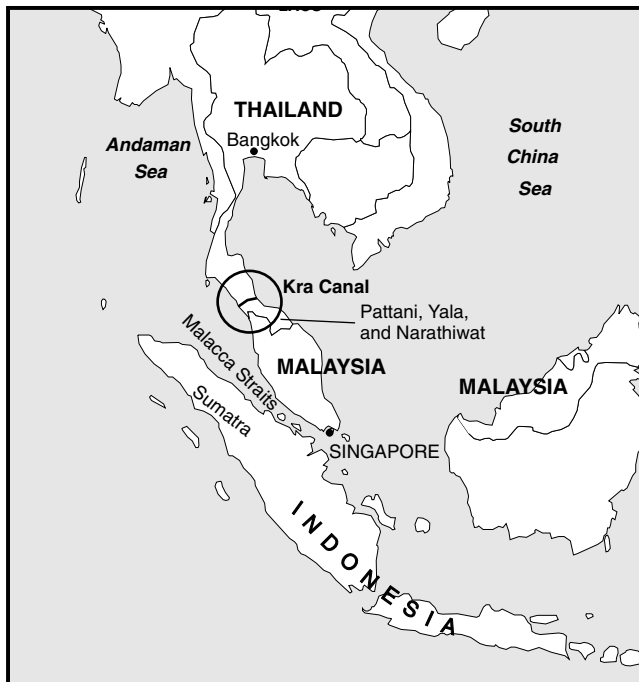 THAILAND
Bangkok
Andaman
Sea
South
China
Sea
Kra Canal
Pattani, Yala,
and Narathiwat
Malacca Straits
MALAYSIA
MALAYSIA
Sumatra
SINGAPORE
INDONESIA